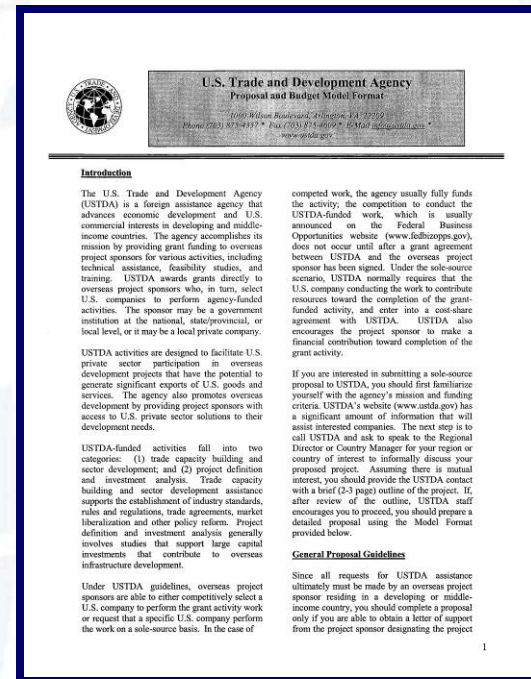 U.S. Trade and Development Agency
Proposal and Budget Model Format
1000 Wilson Boulevard, Arlington, VA 22209
Phone (703) 875-4357 * Fax (703) 875-4009 * E-Mail info@ustda.gov *
www.ustda.gov
Introduction
The U.S. Trade and Development Agency
(USTDA) is a foreign assistance agency that
advances economic development and U.S.
commercial interests in developing and middle-
income countries. The agency accomplishes its
mission by providing grant funding to overseas
project sponsors for various activities, including
technical assistance, feasibility studies, and
training. USTDA awards grants directly to
overseas project sponsors who, in turn, select
U.S. companies to perform agency-funded
activities. The sponsor may be a government
institution at the national, state/provincial, or
local level, or it may be a local private company.
USTDA activities are designed to facilitate U.S.
private sector participation in overseas
development projects that have the potential to
generate significant exports of U.S. goods and
services. The agency also promotes overseas
development by providing project sponsors with
access to U.S. private sector solutions to their
development needs.
USTDA-funded activities fall into two
categories: (1) trade capacity building and
sector development; and (2) project definition
and investment analysis. Trade capacity
building and sector development assistance
supports the establishment of industry standards,
rules and regulations, trade agreements, market
liberalization and other policy reform. Project
definition and investment analysis generally
involves studies that support large capital
investments that contribute to overseas
infrastructure development.
Under USTDA guidelines, overseas project
sponsors are able to either competitively select a
U.S. company to perform the grant activity work
or request that a specific U.S. company perform
the work on a sole-source basis. In the case of
competed work, the agency usually fully funds
the activity; the competition to conduct the
USTDA-funded work, which is usually
announced on the Federal Business
Opportunities website (www.fedbizopps.gov),
does not occur until after a grant agreement
between USTDA and the overseas project
sponsor has been signed. Under the sole-source
scenario, USTDA normally requires that the
U.S. company conducting the work to contribute
resources toward the completion of the grant-
funded activity, and enter into a cost-share
agreement with USTDA. USTDA also
encourages the project sponsor to make a
financial contribution toward completion of the
grant activity.
If you are interested in submitting a sole-source
proposal to USTDA, you should first familiarize
yourself with the agency's mission and funding
criteria. USTDA's website (www.ustda.gov) has
a significant amount of information that will
assist interested companies. The next step is to
call USTDA and ask to speak to the Regional
Director or Country Manager for your region or
country of interest to informally discuss your
proposed project. Assuming there is mutual
interest, you should provide the USTDA contact
with a brief (2-3 page) outline of the project. If,
after review of the outline, USTDA staff
encourages you to proceed, you should prepare a
detailed proposal using the Model Format
provided below.
General Proposal Guidelines
Since all requests for USTDA assistance
ultimately must be made by an overseas project
sponsor residing in a developing or middle-
income country, you should complete a proposal
only if you are able to obtain a letter of support
from the project sponsor designating the project
1